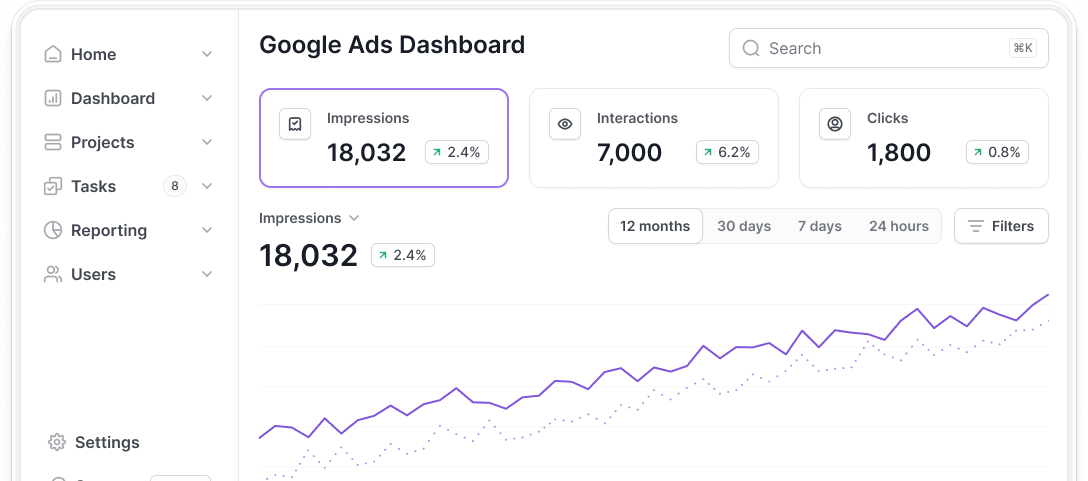 Home
Dashboard
Projects
Tasks
8
Reporting
Users
Settings
Google Ads Dashboard
Search
⌘K
Impressions
18,032
2.4%
Interactions
7,000
6.2%
Clicks
1,800
0.8%
Impressions
18,032
2.4%
12 months
30 days
7 days
24 hours
Filters